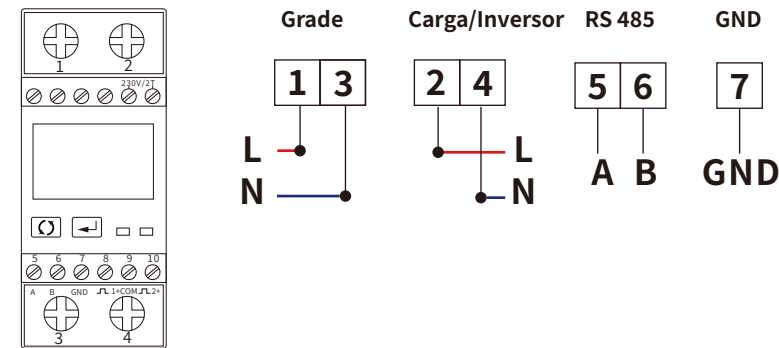 Grade Carga/Inversor RS 485 GND
1 3 2 4 5 6 7
L L
N N
A B GND
1 2
230V/2T
5 6 7 8 9 10
A B GND 1+COM 2+
3 4